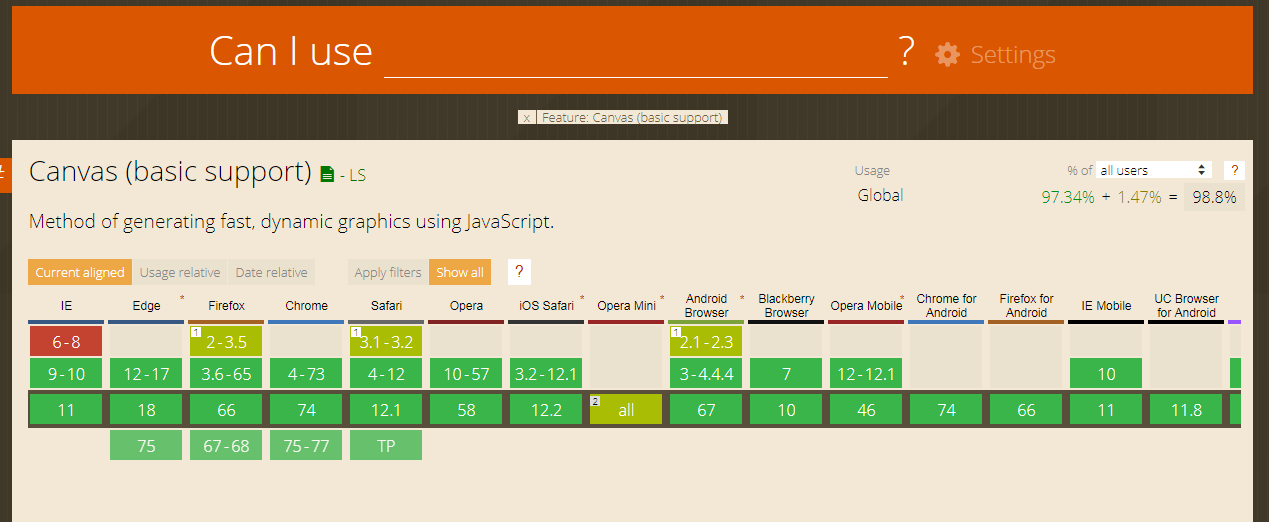 Can I use ? Settings
x Feature: Canvas (basic support)
#
Canvas (basic support) - LS
Usage % of all users ?
Global 97.34% + 1.47% = 98.8%
Method of generating fast, dynamic graphics using JavaScript.
Current aligned Usage relative Date relative Apply filters Show all ?
IE Edge * Firefox Chrome Safari Opera iOS Safari * Opera Mini * Android Browser * Blackberry Browser Opera Mobile * Chrome for Android Firefox for Android IE Mobile UC Browser for Android
6-8 1 2-3.5 1 3.1-3.2 1 2.1-2.3
9-10 12-17 3.6-65 4-73 4-12 10-57 3.2-12.1 3-4.4.4 7 12-12.1 10
11 18 66 74 12.1 58 12.2 2 all 67 10 46 74 66 11 11.8
75 67-68 75-77 TP